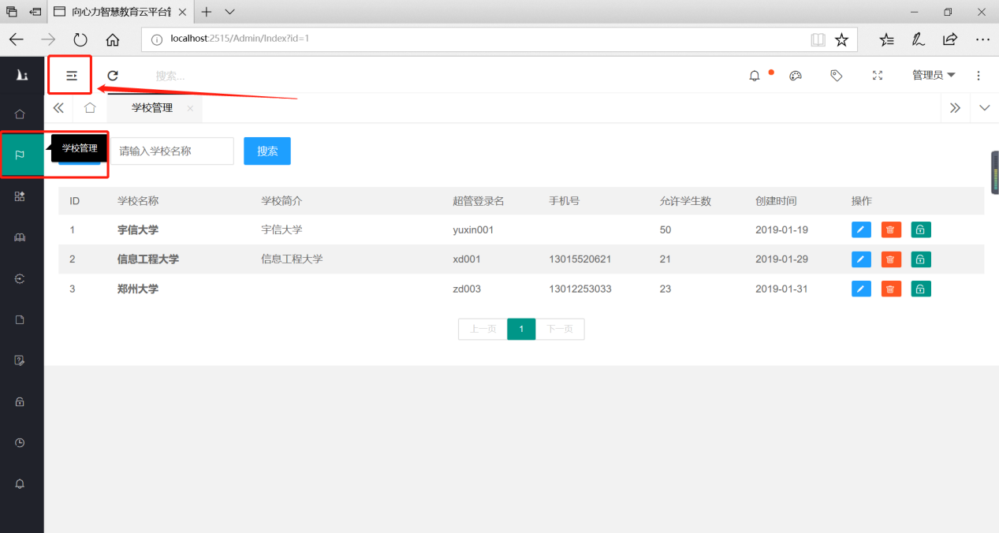 向心力智慧教育云平台管
localhost:2515/Admin/Index?id=1
搜索...
管理员
学校管理
学校管理
请输入学校名称
搜索
ID 学校名称 学校简介 超管登录名 手机号 允许学生数 创建时间 操作
1 宇信大学 宇信大学 yuxin001 50 2019-01-19
2 信息工程大学 信息工程大学 xd001 13015520621 21 2019-01-29
3 郑州大学 zd003 13012253033 23 2019-01-31
上一页 1 下一页